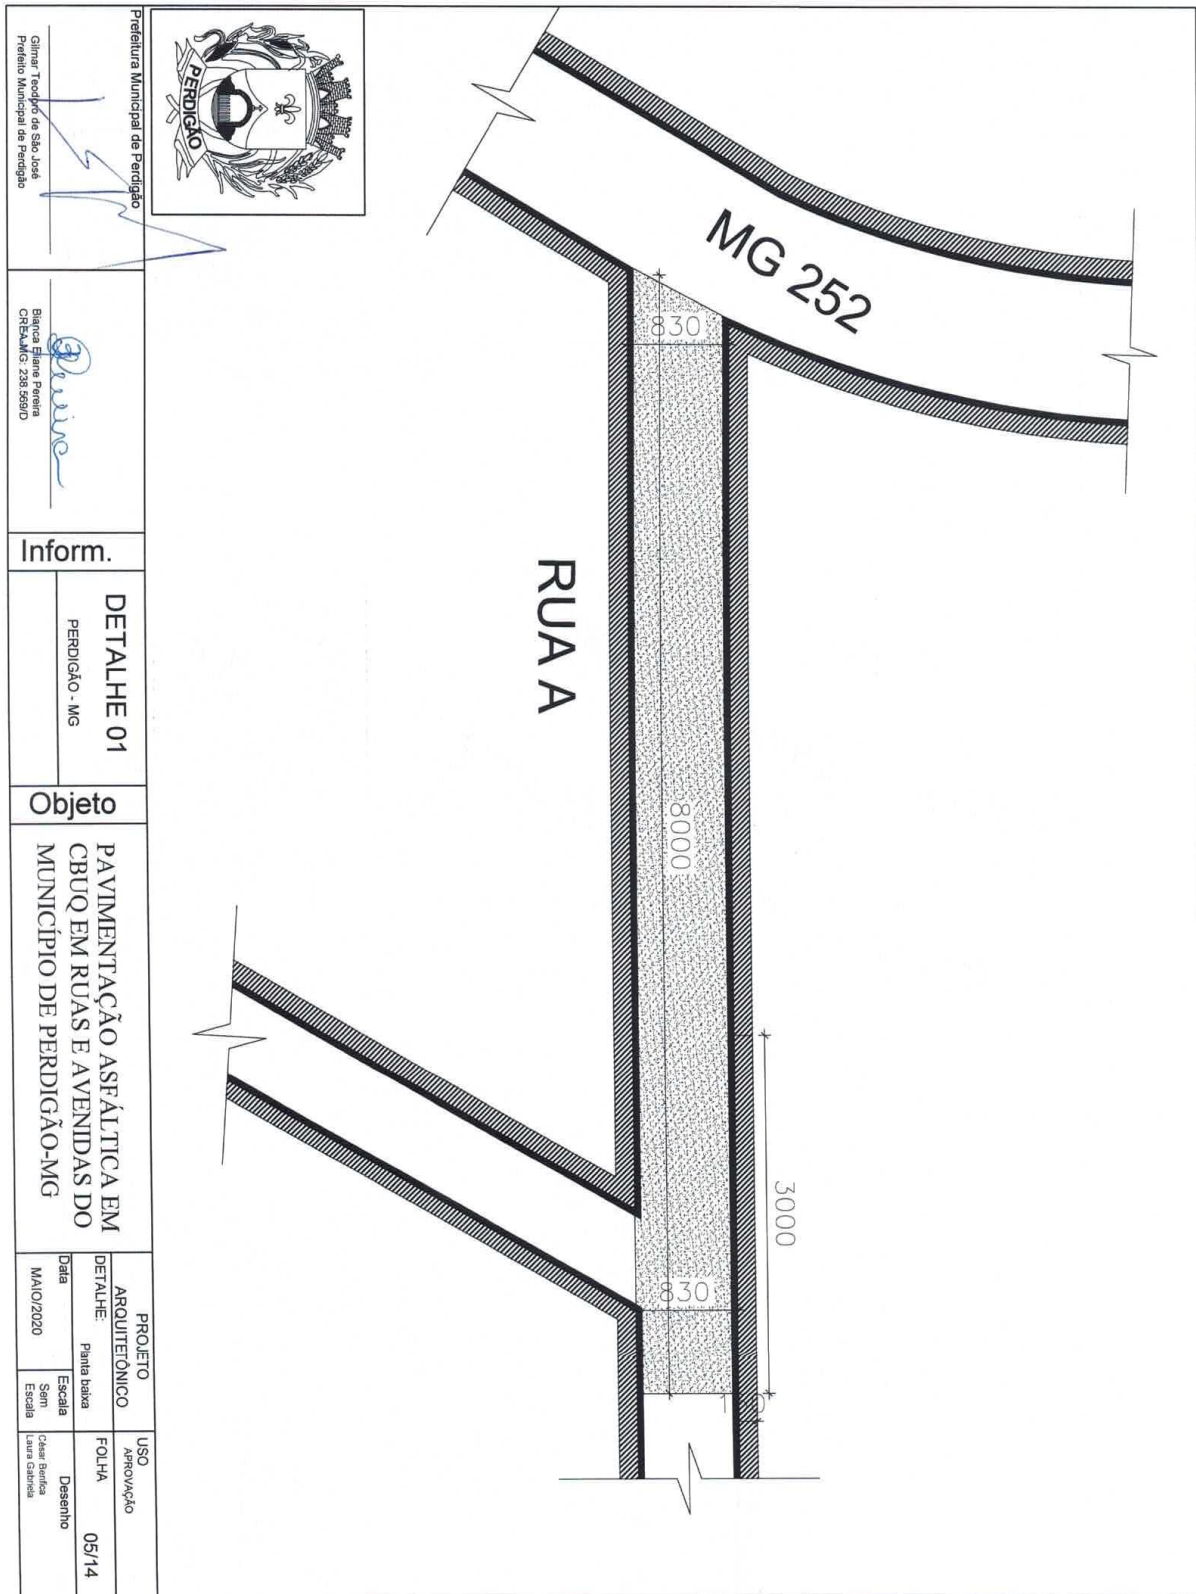 MG 252
830
RUA A
8000
3000
830
PERDIGÃO
Prefeitura Municipal de Perdigão
Gilmar Teodoro de São José
Prefeito Municipal de Perdigão
Bianca Eliane Pereira
CREA-MG: 238.569/D
Inform.
DETALHE 01
PERDIGÃO - MG
Objeto
PAVIMENTAÇÃO ASFÁLTICA EM
CBUQ EM RUAS E AVENIDAS DO
MUNICÍPIO DE PERDIGÃO-MG
PROJETO
ARQUITETÔNICO
USO
APROVAÇÃO
DETALHE: Planta baixa
FOLHA 05/14
Data
MAIO/2020
Escala
Sem
Escala
Desenho
César Benfica
Laura Gabriela